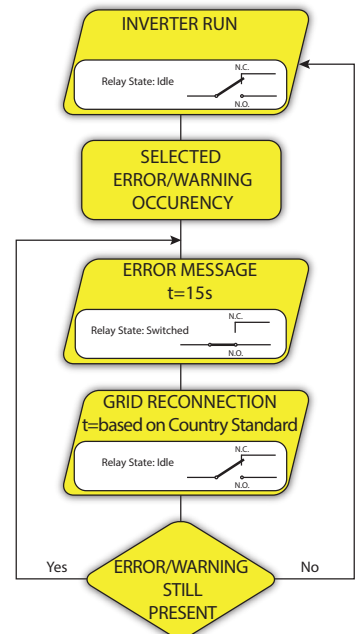 INVERTER RUN
N.C.
Relay State: Idle
N.O.
SELECTED
ERROR/WARNING
OCCURENCY
ERROR MESSAGE
t=15s
N.C.
Relay State: Switched
N.O.
GRID RECONNECTION
t=based on Country Standard
N.C.
Relay State: Idle
N.O.
Yes
No
ERROR/WARNING
STILL
PRESENT